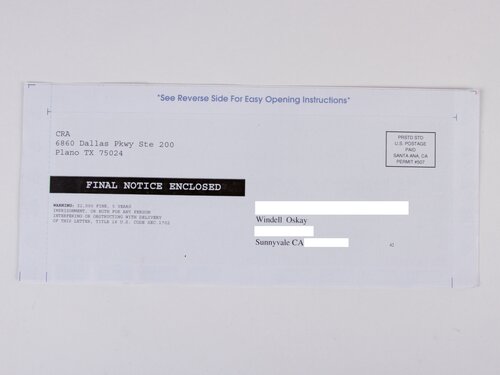 *See Reverse Side For Easy Opening Instructions*
CRA
6860 Dallas Pkwy Ste 200
Plano TX 75024
PRSTD STD
U.S. POSTAGE
PAID
SANTA ANA, CA
PERMIT #507
FINAL NOTICE ENCLOSED
WARNING: $2,000 FINE, 5 YEARS
IMPRISONMENT, OR BOTH FOR ANY PERSON
INTERFERING OR OBSTRUCTING WITH DELIVERY
OF THIS LETTER, TITLE 18 U.S. CODE SEC.1702
Windell Oskay
Sunnyvale CA